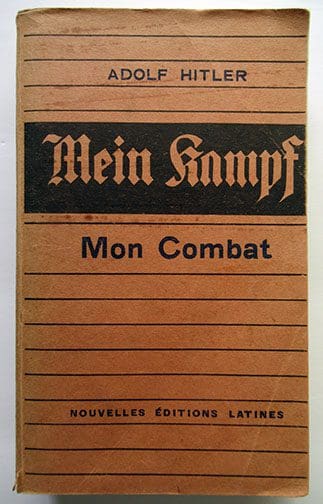 ADOLF HITLER
Mein Kampf
Mon Combat
NOUVELLES ÉDITIONS LATINES